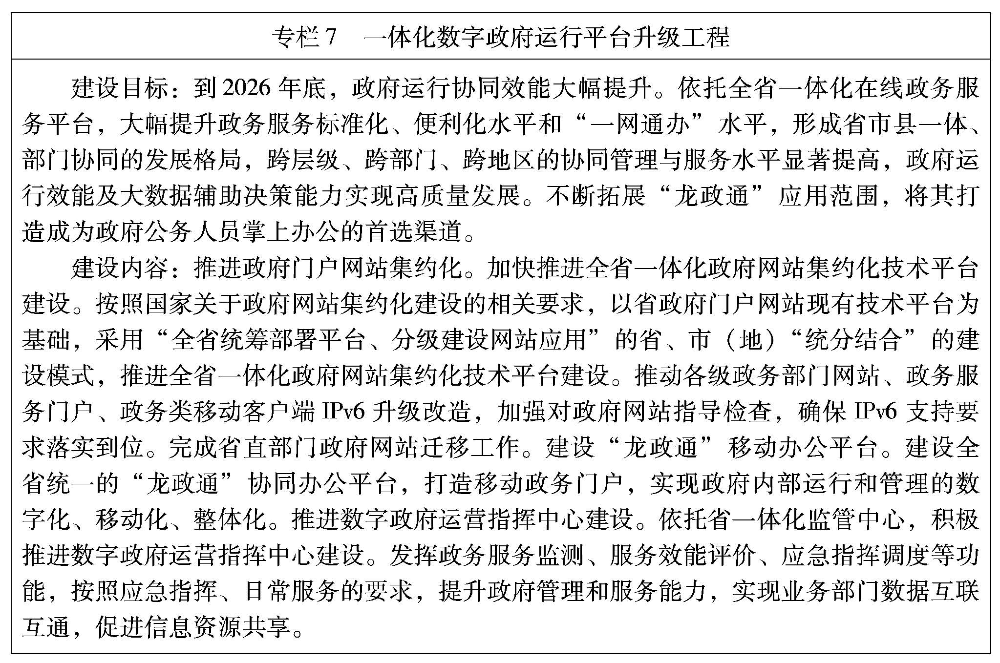 专栏 7　一体化数字政府运行平台升级工程
建设目标：到 2026 年底，政府运行协同效能大幅提升。依托全省一体化在线政务服
务平台，大幅提升政务服务标准化、便利化水平和“一网通办”水平，形成省市县一体、
部门协同的发展格局，跨层级、跨部门、跨地区的协同管理与服务水平显著提高，政府运
行效能及大数据辅助决策能力实现高质量发展。不断拓展“龙政通”应用范围，将其打
造成为政府公务人员掌上办公的首选渠道。
建设内容：推进政府门户网站集约化。加快推进全省一体化政府网站集约化技术平台
建设。按照国家关于政府网站集约化建设的相关要求，以省政府门户网站现有技术平台为
基础，采用“全省统筹部署平台、分级建设网站应用”的省、市（地）“统分结合”的建
设模式，推进全省一体化政府网站集约化技术平台建设。推动各级政务部门网站、政务服
务门户、政务类移动客户端 IPv6 升级改造，加强对政府网站指导检查，确保 IPv6 支持要
求落实到位。完成省直部门政府网站迁移工作。建设“龙政通”移动办公平台。建设全
省统一的“龙政通”协同办公平台，打造移动政务门户，实现政府内部运行和管理的数
字化、移动化、整体化。推进数字政府运营指挥中心建设。依托省一体化监管中心，积极
推进数字政府运营指挥中心建设。发挥政务服务监测、服务效能评价、应急指挥调度等功
能，按照应急指挥、日常服务的要求，提升政府管理和服务能力，实现业务部门数据互联
互通，促进信息资源共享。